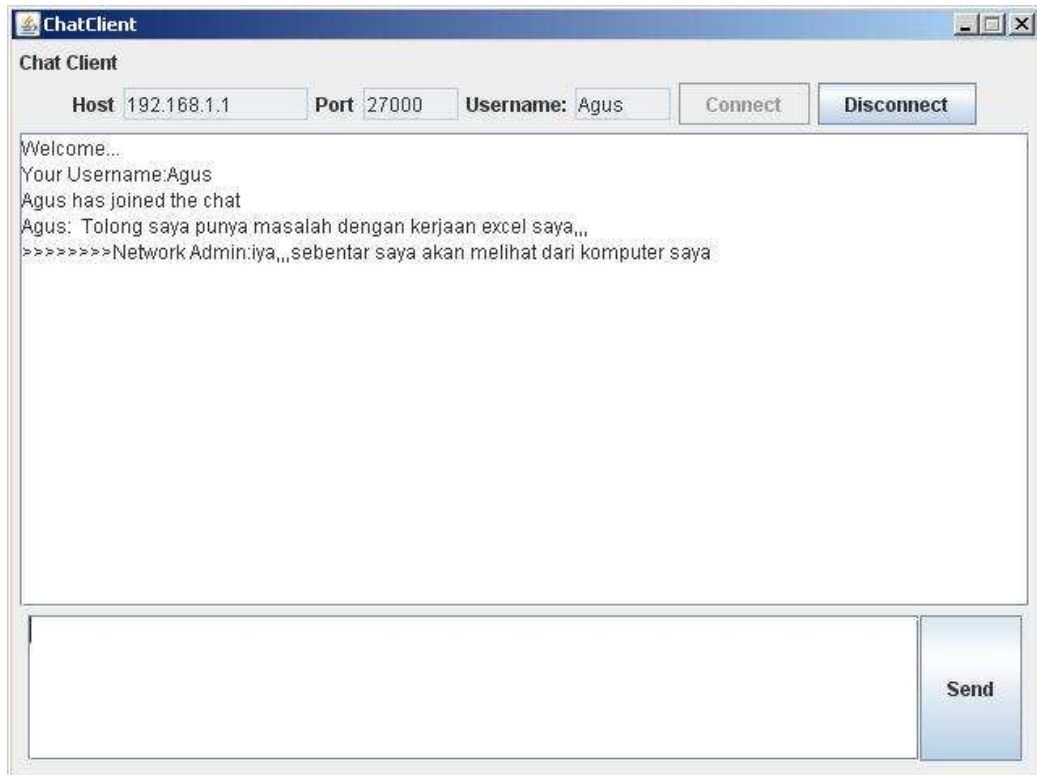 ChatClient
Chat Client
Host 192.168.1.1 Port 27000 Username: Agus Connect Disconnect
Welcome...
Your Username:Agus
Agus has joined the chat
Agus:  Tolong saya punya masalah dengan kerjaan excel saya,,,
>>>>>>>>Network Admin:iya,,,sebentar saya akan melihat dari komputer saya
Send